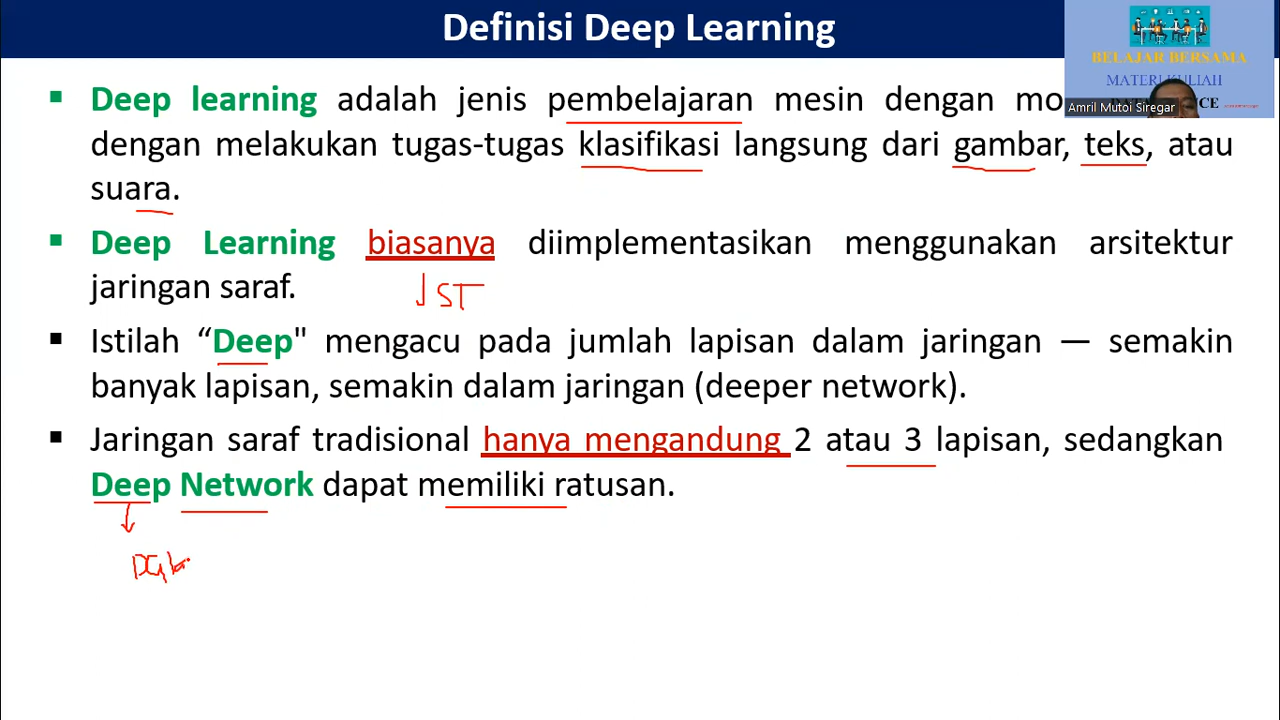 Definisi Deep Learning
BELAJAR BERSAMA
MATERI KULIAH
Amril Mutoi Siregar
Deep learning adalah jenis pembelajaran mesin dengan
dengan melakukan tugas-tugas klasifikasi langsung dari gambar, teks, atau
suara.
Deep Learning biasanya diimplementasikan menggunakan arsitektur
jaringan saraf.
JST
Istilah “Deep" mengacu pada jumlah lapisan dalam jaringan — semakin
banyak lapisan, semakin dalam jaringan (deeper network).
Jaringan saraf tradisional hanya mengandung 2 atau 3 lapisan, sedangkan
Deep Network dapat memiliki ratusan.